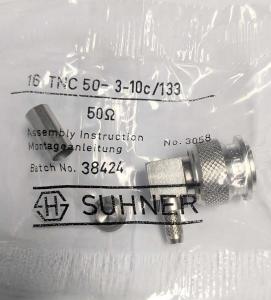 16 TNC 50-3-10c/133
50Ω
Assembly Instruction No. 3058
Montageanleitung
Batch No. 38424
H SUHNER